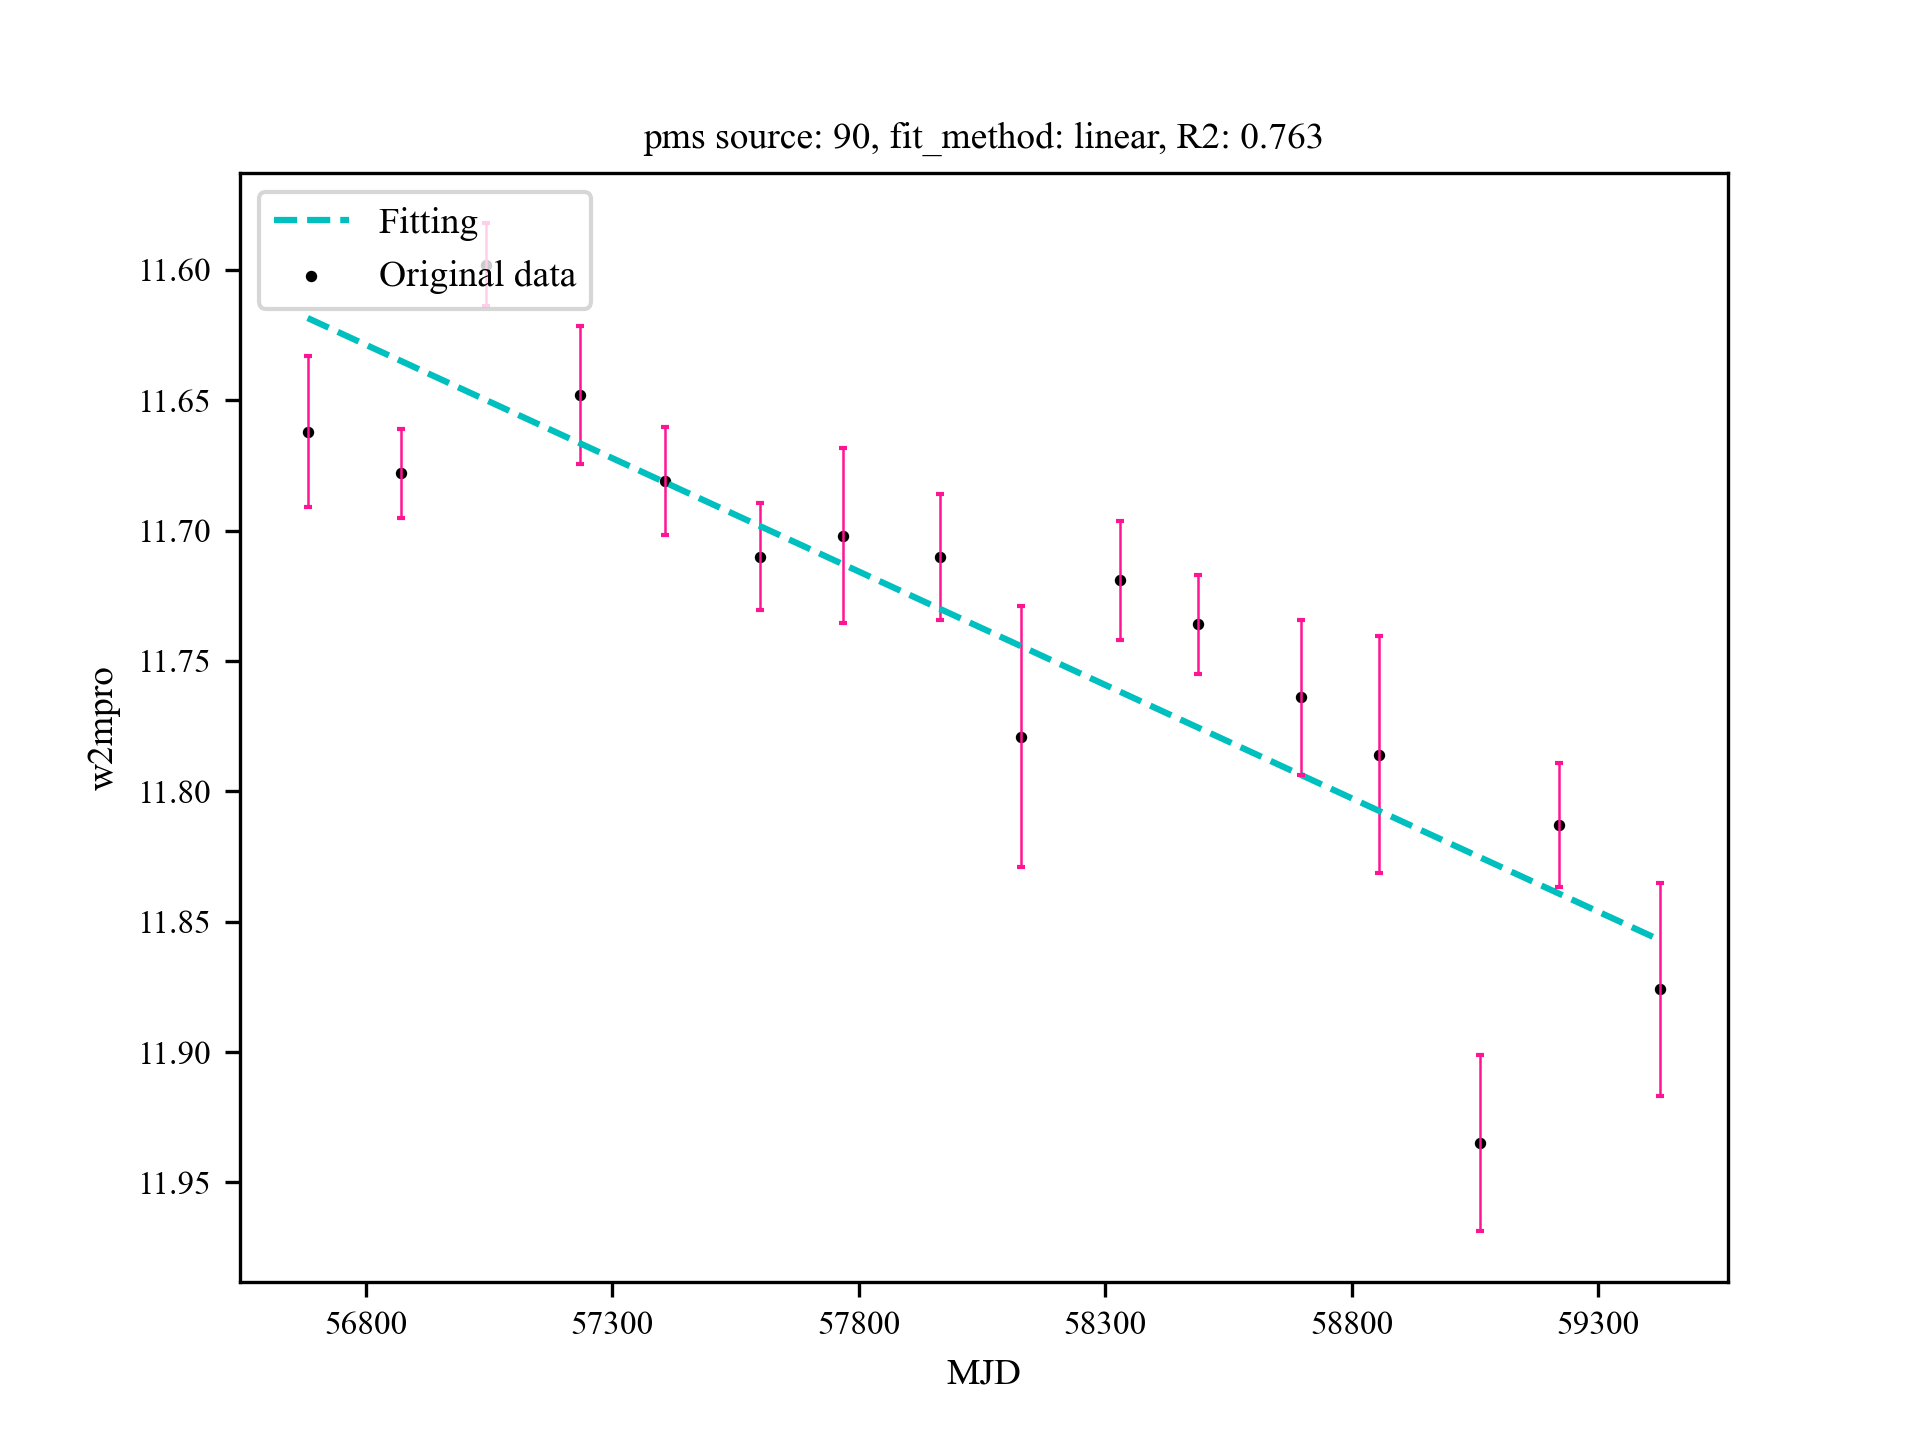 pms source: 90, fit_method: linear, R2: 0.763
Fitting
Original data
11.60
11.65
11.70
11.75
11.80
11.85
11.90
11.95
w2mpro
56800 57300 57800 58300 58800 59300
MJD